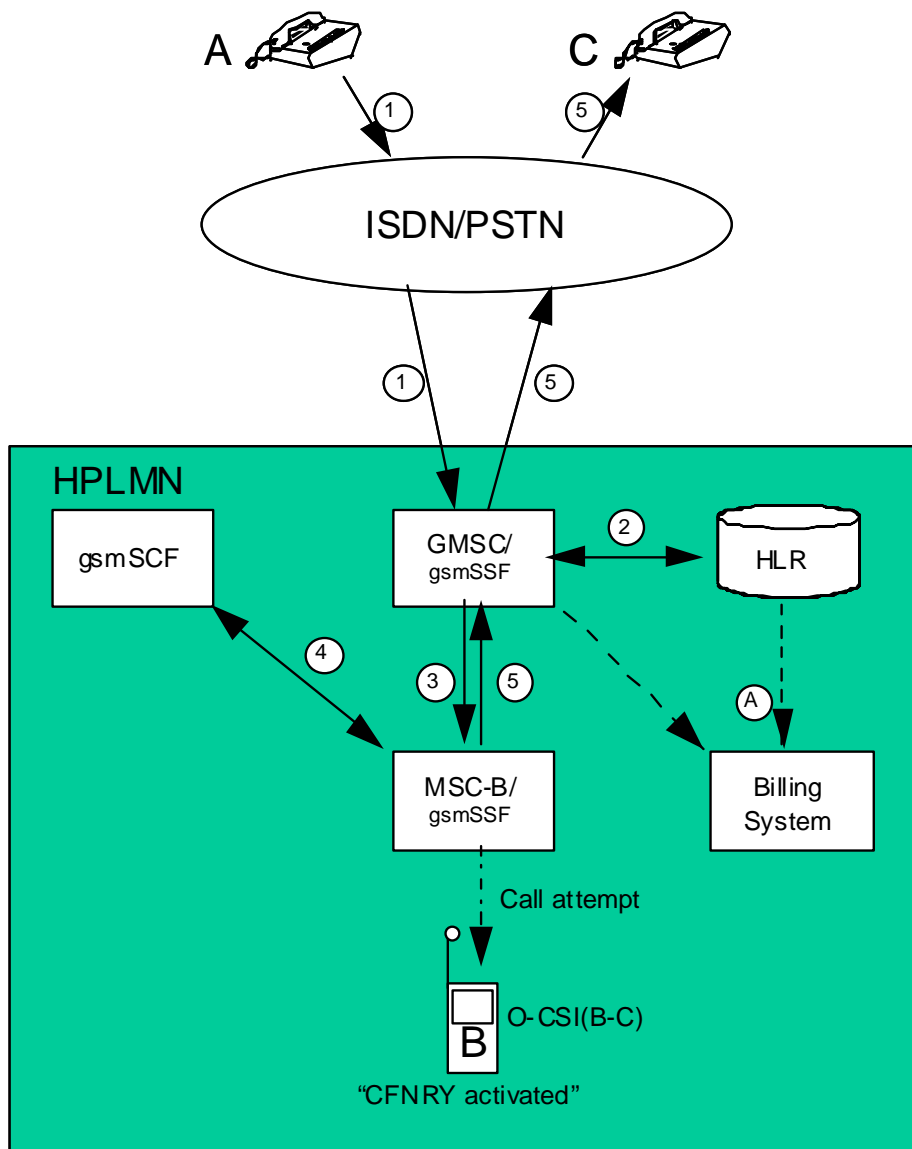 A
C
1
5
ISDN/PSTN
1
5
HPLMN
gsmSCF
GMSC/
gsmSSF
2
HLR
4
3
5
A
MSC-B/
gsmSSF
Billing
System
Call attempt
O-CSI(B-C)
B
“CFNRY activated”